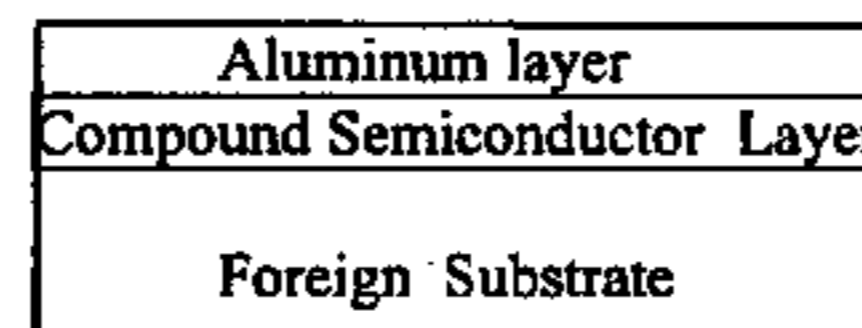 Aluminum layer
Compound Semiconductor Laye
Foreign Substrate